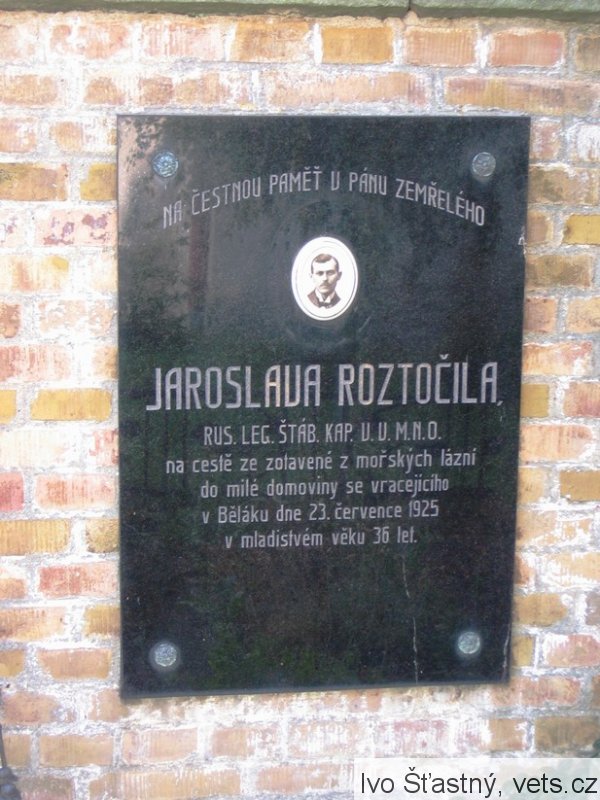 NA ČESTNOU PAMĚŤ V PÁNU ZEMŘELÉHO
JAROSLAVA ROZTOČILA,
RUS. LEG. ŠTÁB. KAP. V. V. M.N.O.
na cestě ze zotavené z mořských lázní
do milé domoviny se vracejícího
v Běláku dne 23. července 1925
v mladistvém věku 36 let.
Ivo Šťastný, vets.cz